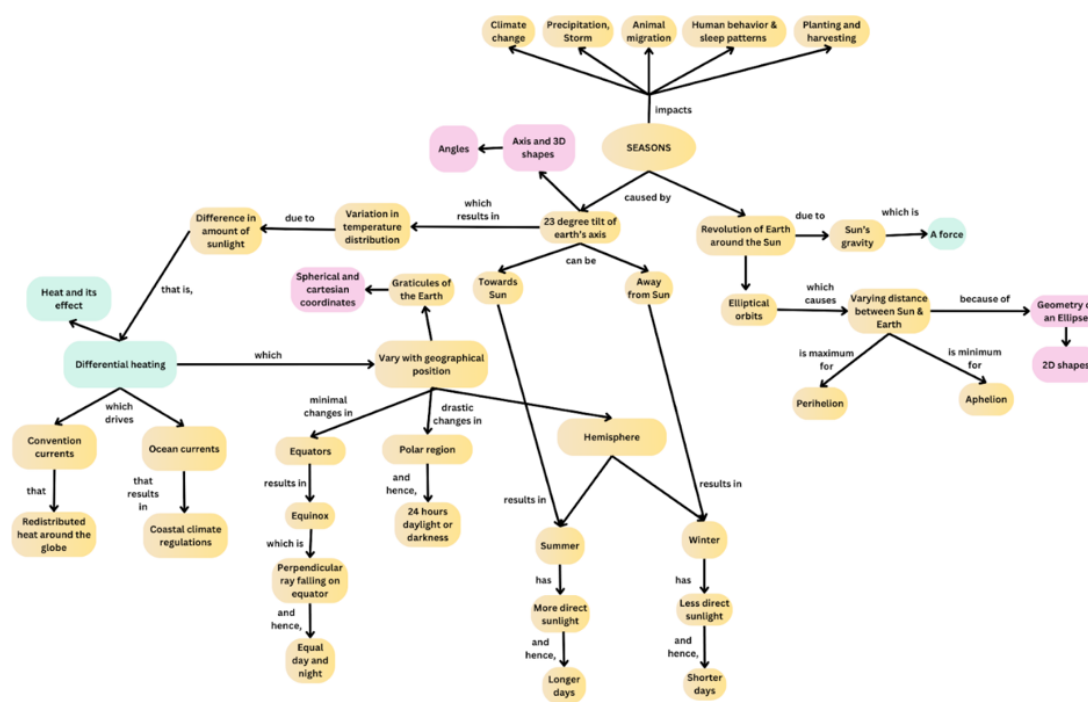 Climate
change
Precipitation,
Storm
Animal
migration
Human behavior &
sleep patterns
Planting and
harvesting
impacts
SEASONS
Angles
Axis and 3D
shapes
caused by
which
results in
23 degree tilt of
earth's axis
Variation in
temperature
distribution
due to
Difference in
amount of
sunlight
Revolution of Earth
around the Sun
due to
Sun's
gravity
which is
A force
can be
Towards
Sun
Away
from Sun
Spherical and
cartesian
coordinates
Graticules of
the Earth
that is,
Heat and its
effect
Elliptical
orbits
which
causes
Varying distance
between Sun &
Earth
because of
Geometry o
an Ellipse
2D shapes
is maximum
for
is minimum
for
Perihelion
Aphelion
Differential heating
which
Vary with geographical
position
which
drives
minimal
changes in
drastic
changes in
Hemisphere
Convention
currents
Ocean currents
Equators
Polar region
that
that
results
in
results in
and
hence,
results in
results in
Redistributed
heat around the
globe
Coastal climate
regulations
Equinox
24 hours
daylight or
darkness
which is
Summer
Winter
Perpendicular
ray falling on
equator
has
has
More direct
sunlight
Less direct
sunlight
and
hence,
and
hence,
and
hence,
Equal
day and
night
Longer
days
Shorter
days